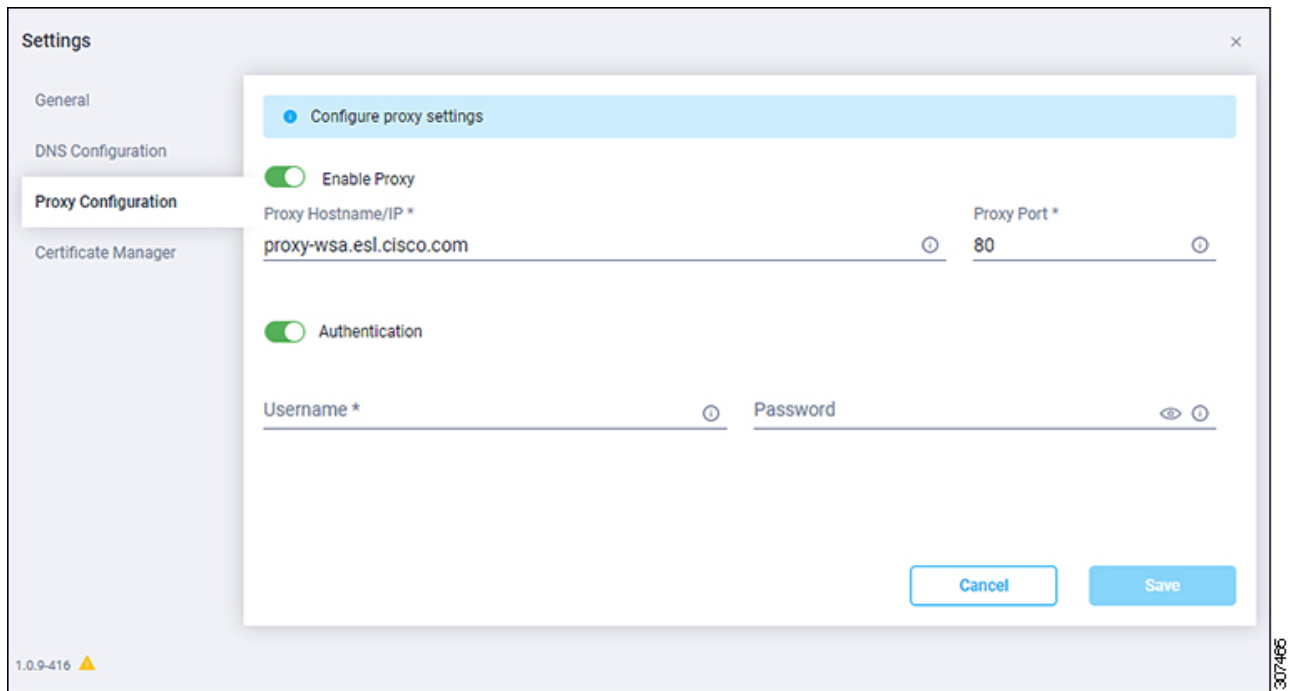 Settings
General
DNS Configuration
Proxy Configuration
Certificate Manager
Configure proxy settings
Enable Proxy
Proxy Hostname/IP *
proxy-wsa.esl.cisco.com
Proxy Port *
80
Authentication
Username *
Password
Cancel
Save
1.0.9-416
307466